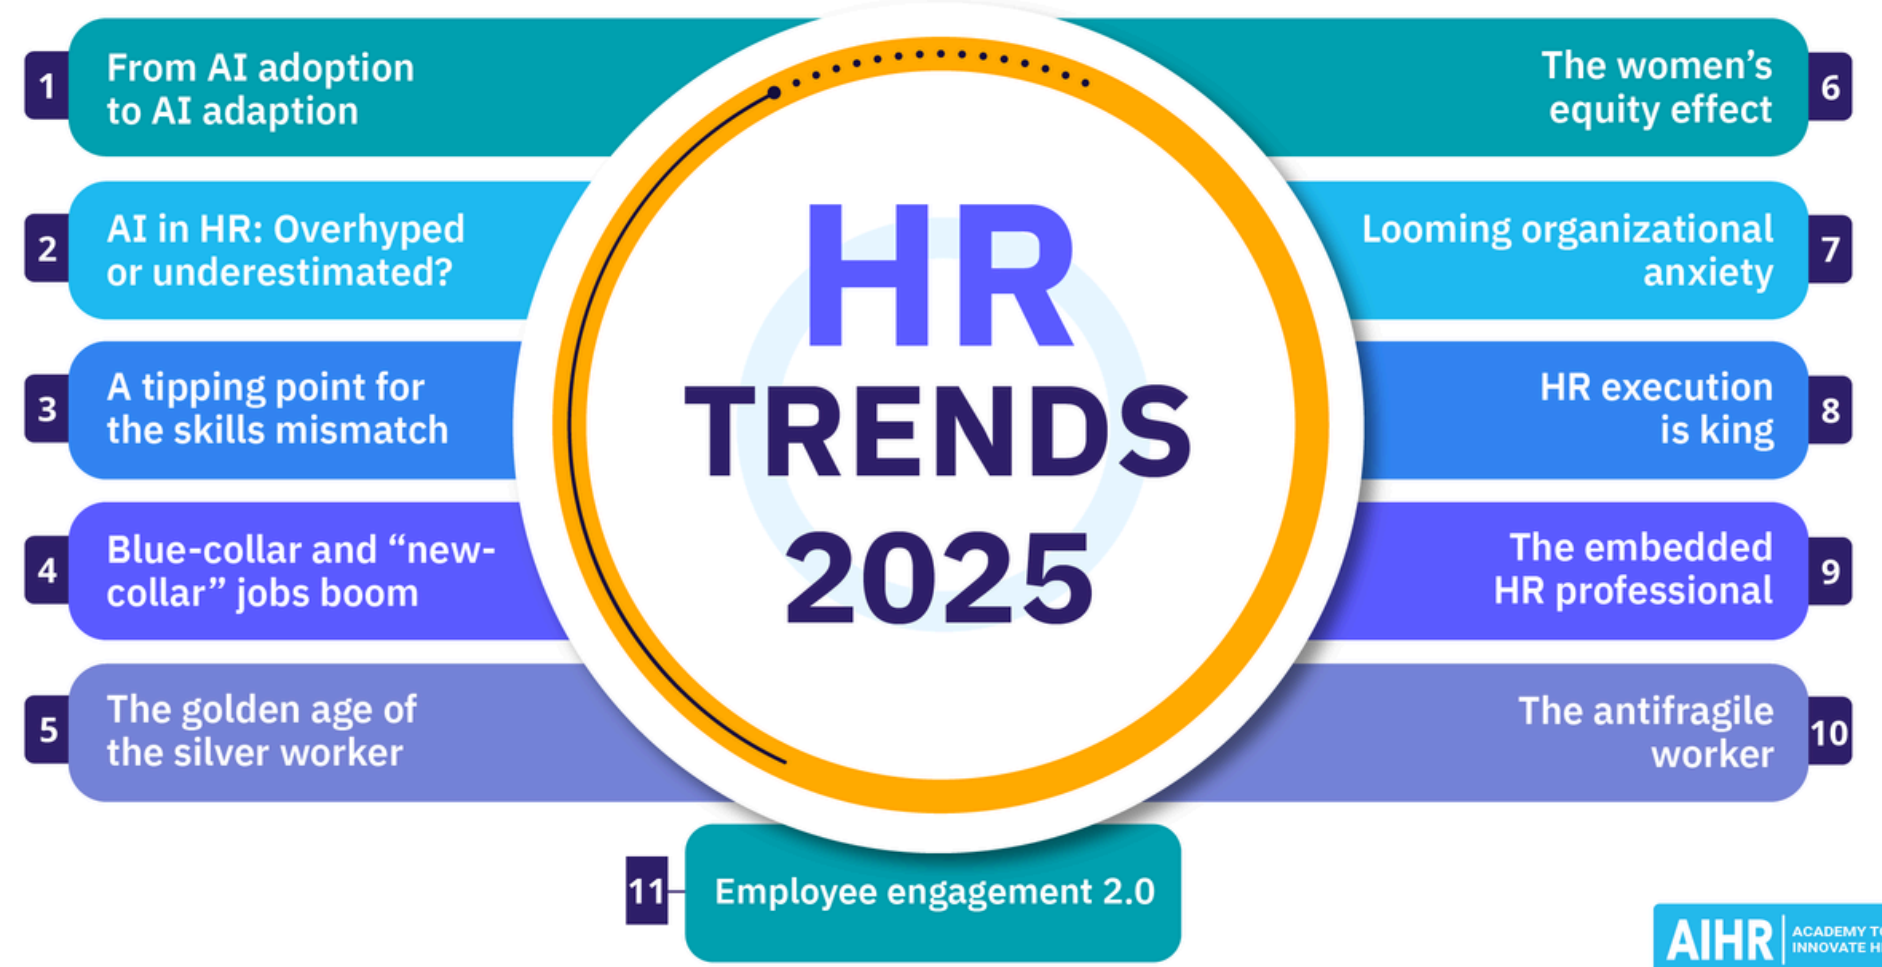 1
From AI adoption
to AI adaption
2
AI in HR: Overhyped
or underestimated?
3
A tipping point for
the skills mismatch
4
Blue-collar and “new-
collar” jobs boom
5
The golden age of
the silver worker
HR
TRENDS
2025
The women’s
equity effect
6
Looming organizational
anxiety
7
HR execution
is king
8
The embedded
HR professional
9
The antifragile
worker
10
11
Employee engagement 2.0
AIHR
ACADEMY TO
INNOVATE H